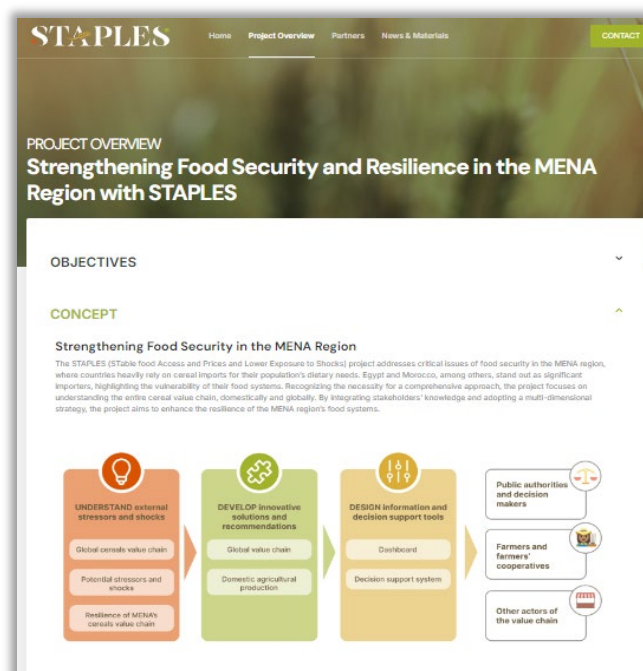 STAPLES
Home Project Overview Partners News & Materials CONTACT
PROJECT OVERVIEW
Strengthening Food Security and Resilience in the MENA
Region with STAPLES
OBJECTIVES
CONCEPT
Strengthening Food Security in the MENA Region
The STAPLES (STable food Access and Prices and Lower Exposure to Shocks) project addresses critical issues of food security in the MENA region,
where countries heavily rely on cereal imports for their population's dietary needs. Egypt and Morocco, among others, stand out as significant
importers, highlighting the vulnerability of their food systems. Recognizing the necessity for a comprehensive approach, the project focuses on
understanding the entire cereal value chain, domestically and globally. By integrating stakeholders' knowledge and adopting a multi-dimensional
strategy, the project aims to enhance the resilience of the MENA region's food systems.
UNDERSTAND external
stressors and shocks
Global cereals value chain
Potential stressors and
shocks
Resilience of MENA's
cereals value chain
DEVELOP innovative
solutions and
recommendations
Global value chain
Domestic agricultural
production
DESIGN information and
decision support tools
Dashboard
Decision support system
Public authorities
and decision
makers
Farmers and
farmers'
cooperatives
Other actors of
the value chain